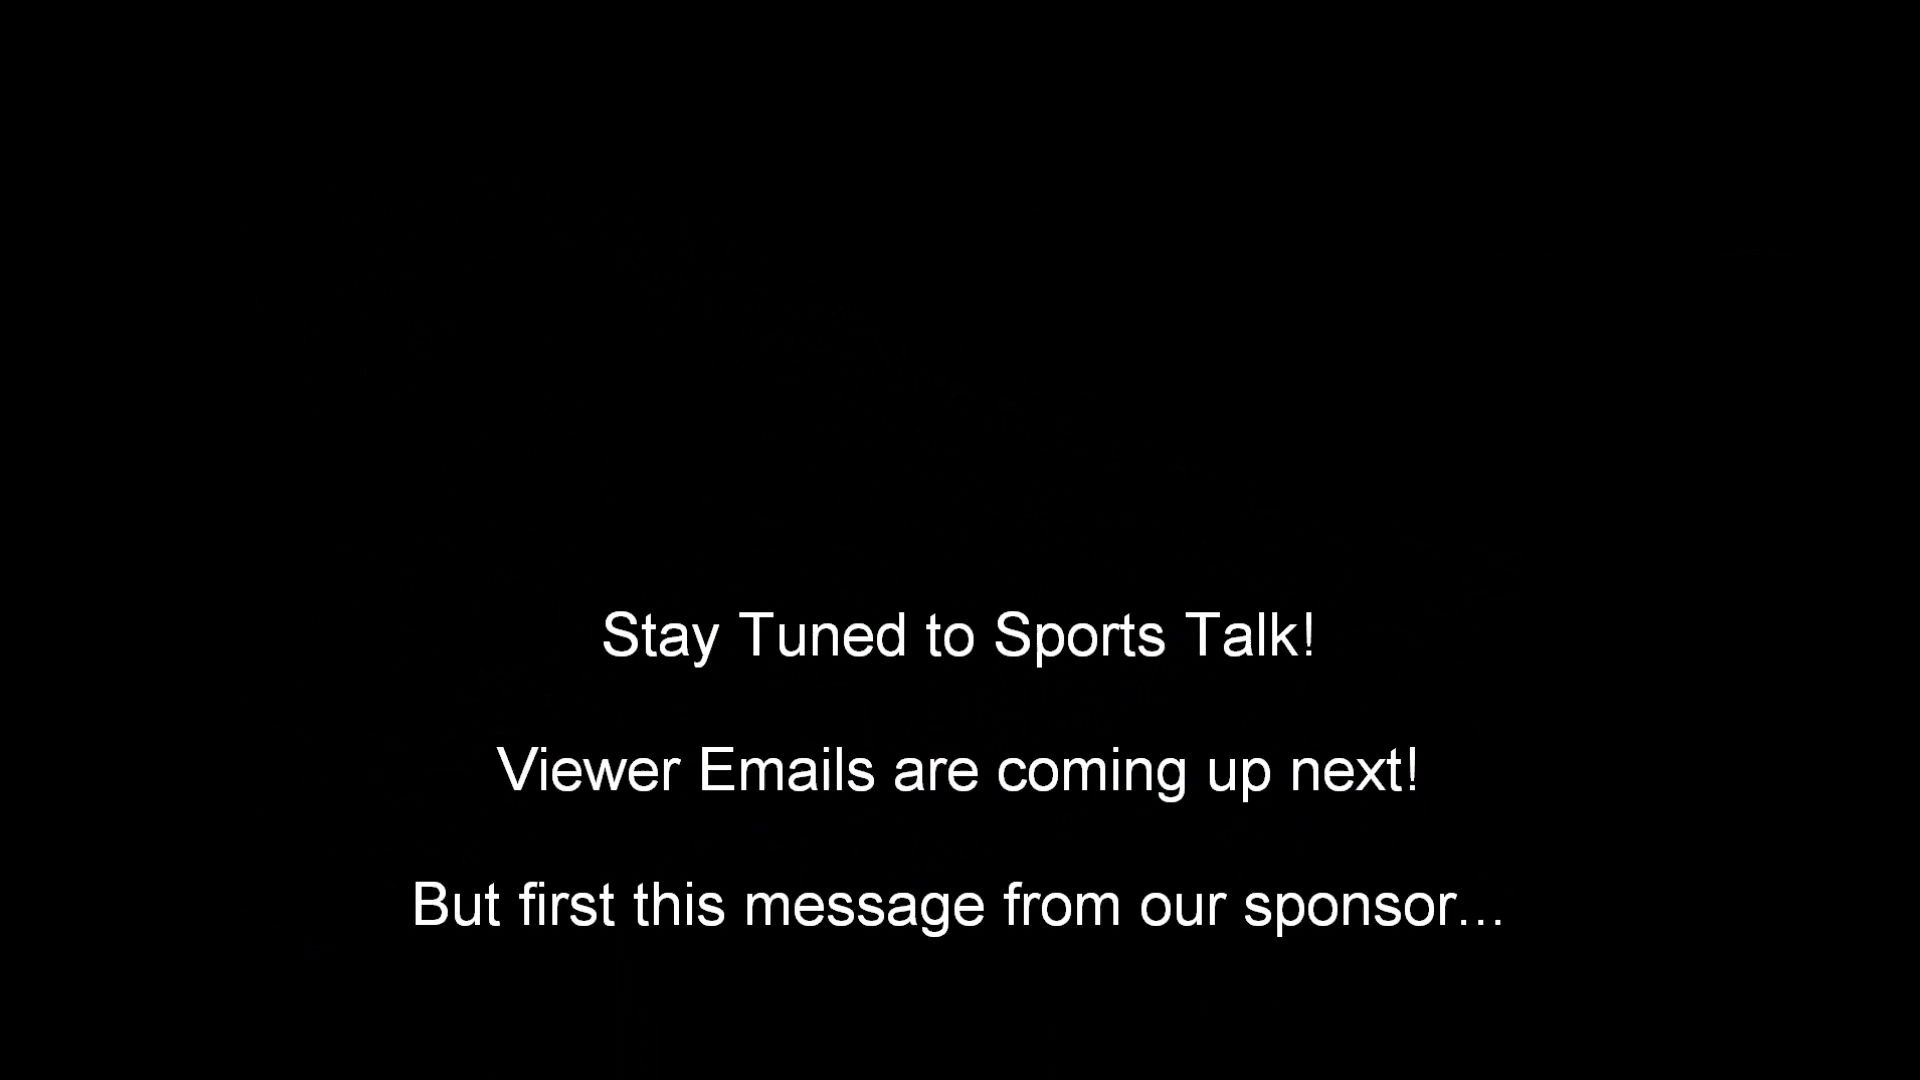 Stay Tuned to Sports Talk!
Viewer Emails are coming up next!
But first this message from our sponsor...